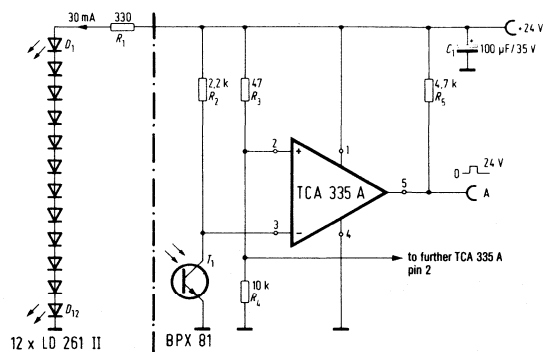 30 mA
330
R1
+ 24 V
D1
C1
+
100 µF/35 V
2,2 k
R2
47
R3
4,7 k
R5
2
+
1
TCA 335 A
5
0
24 V
A
3
-
4
T1
to further TCA 335 A
pin 2
10 k
R4
D12
12 x LD 261 II
BPX 81